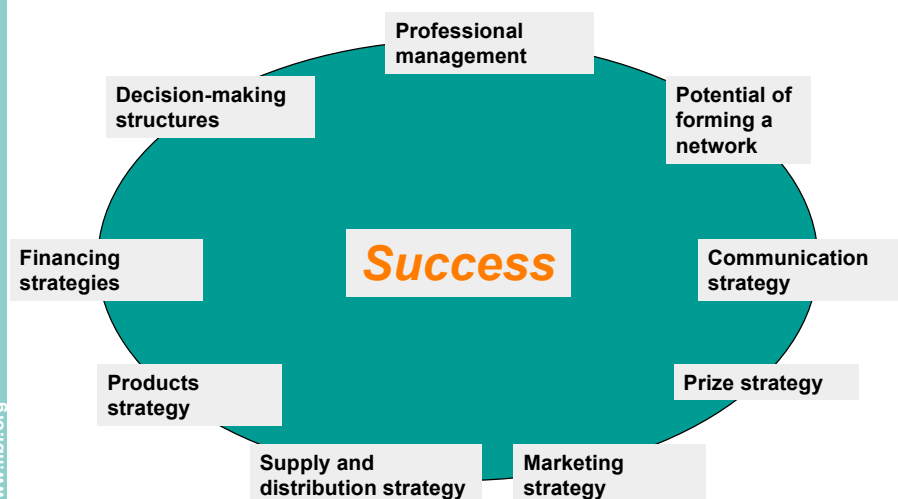 Professional
management
Decision-making
structures
Potential of
forming a
network
Financing
strategies
Success
Communication
strategy
Products
strategy
Prize strategy
Supply and
distribution strategy
Marketing
strategy